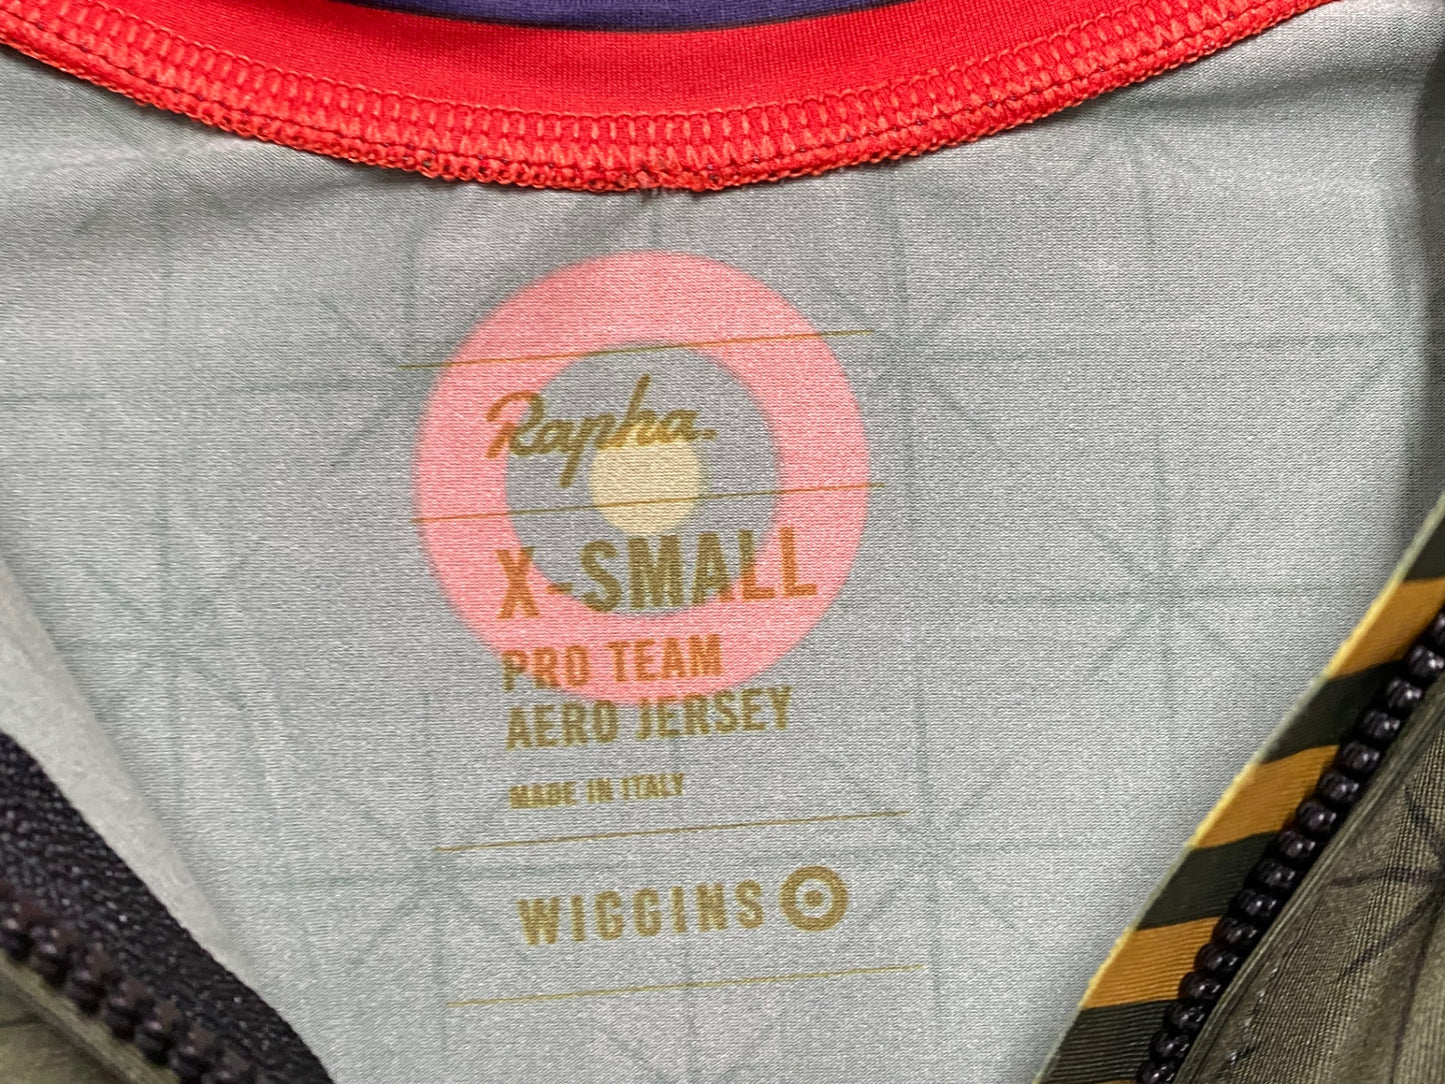 Rapha.
X-SMALL
PRO TEAM
AERO JERSEY
MADE IN ITALY
WIGGINS